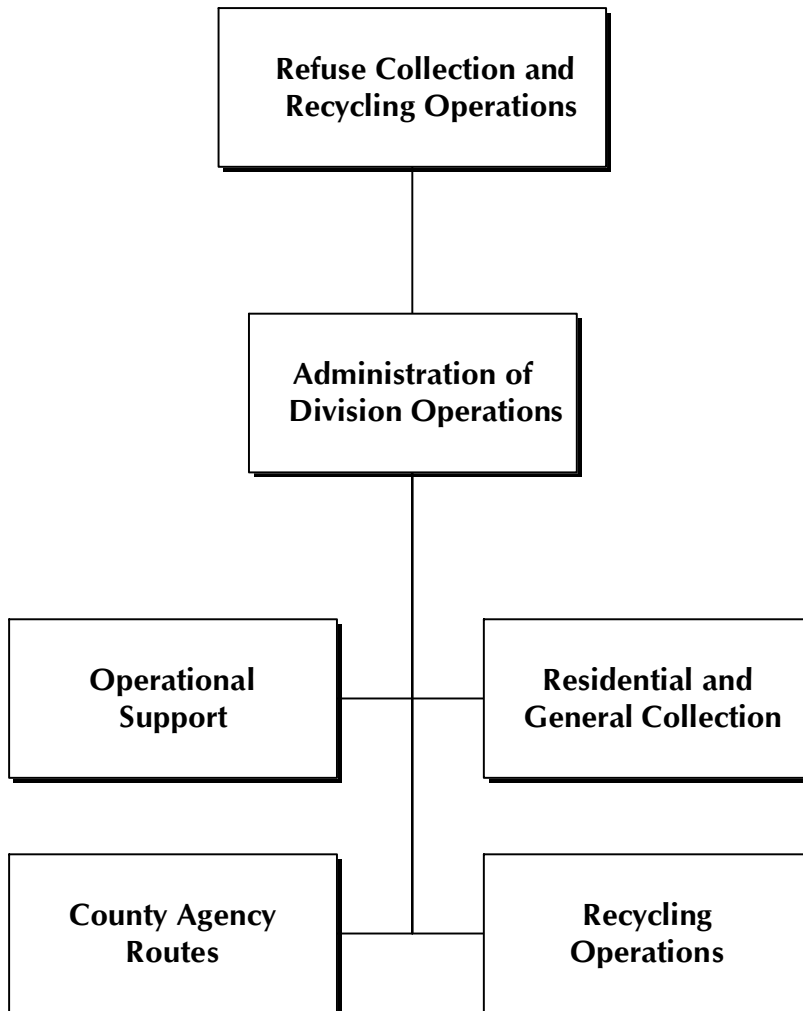 Refuse Collection and
Recycling Operations
Administration of
Division Operations
Operational
Support
Residential and
General Collection
County Agency
Routes
Recycling
Operations